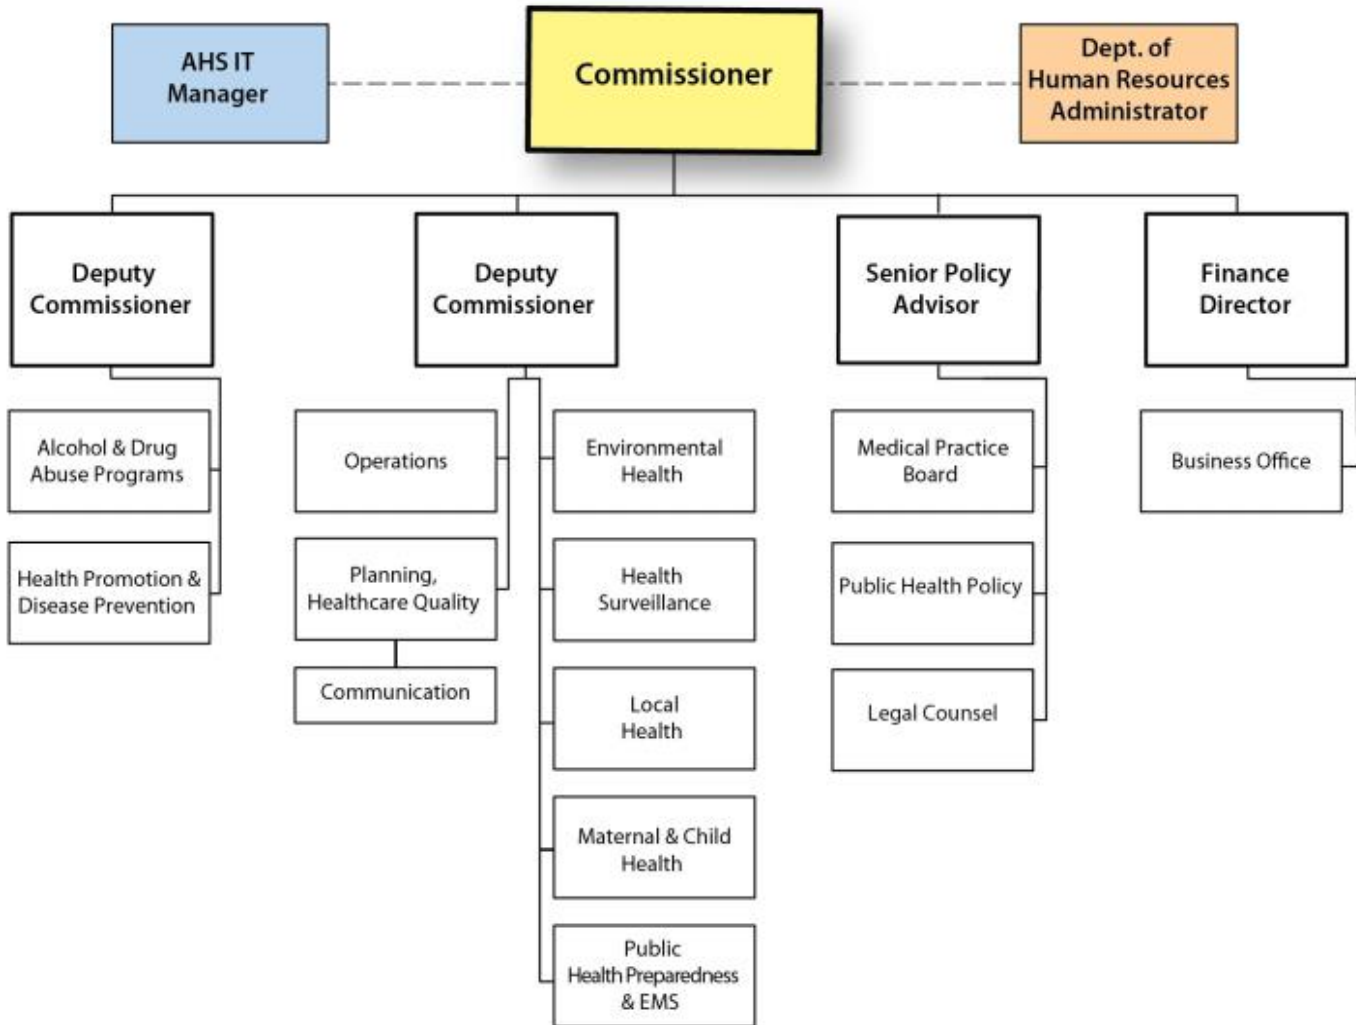 AHS IT
Manager
Commissioner
Dept. of
Human Resources
Administrator
Deputy
Commissioner
Deputy
Commissioner
Senior Policy
Advisor
Finance
Director
Alcohol & Drug
Abuse Programs
Health Promotion &
Disease Prevention
Operations
Planning,
Healthcare Quality
Communication
Environmental
Health
Health
Surveillance
Local
Health
Maternal & Child
Health
Public
Health Preparedness
& EMS
Medical Practice
Board
Public Health Policy
Legal Counsel
Business Office